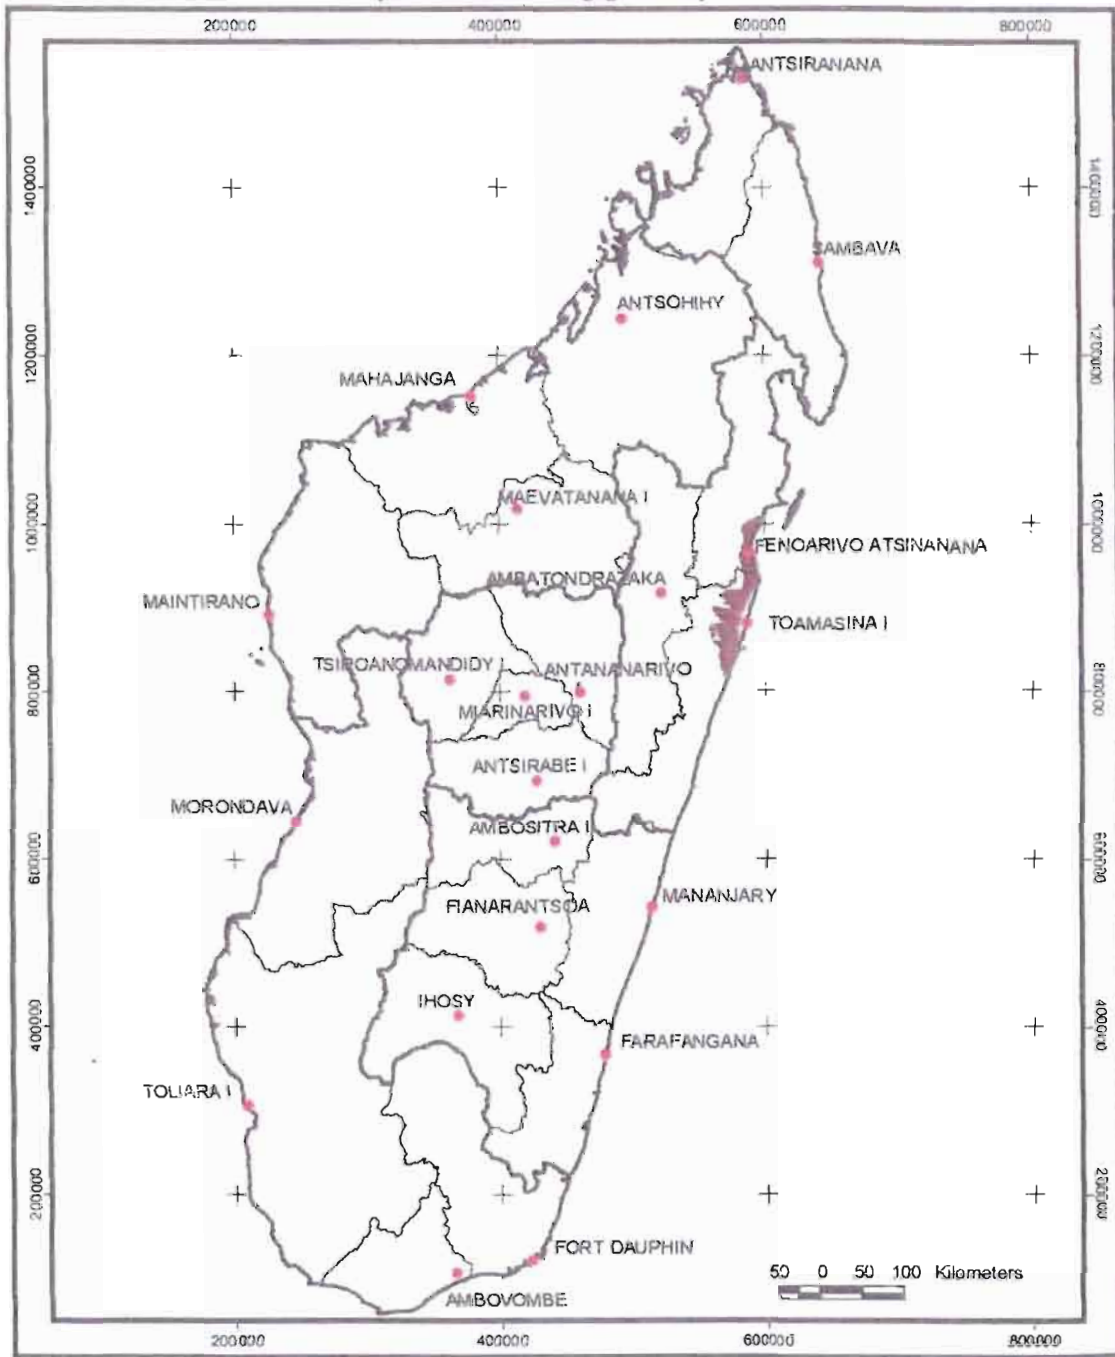 200000 400000 600000 800000
ANTSIRANANA
1400000 1400000
SAMBAVA
ANTSOHIHY
1200000 1200000
MAHAJANGA
MAEVATANANA I
1000000 1000000
FENOARIVO ATSINANANA
AMBATONDRAZAKA
MAINTIRANO
TOAMASINA I
TSIROANOMANDIDY I
ANTANANARIVO
800000 800000
MIARINARIVO I
ANTSIRABE I
MORONDAVA
AMBOSITRA I
600000 600000
FIANARANTSOA
MANANJARY
IHOSY
400000 400000
FARAFANGANA
TOLIARA I
200000 200000
FORT DAUPHIN
50 0 50 100 Kilometers
AMBOVOMBE
200000 400000 600000 800000